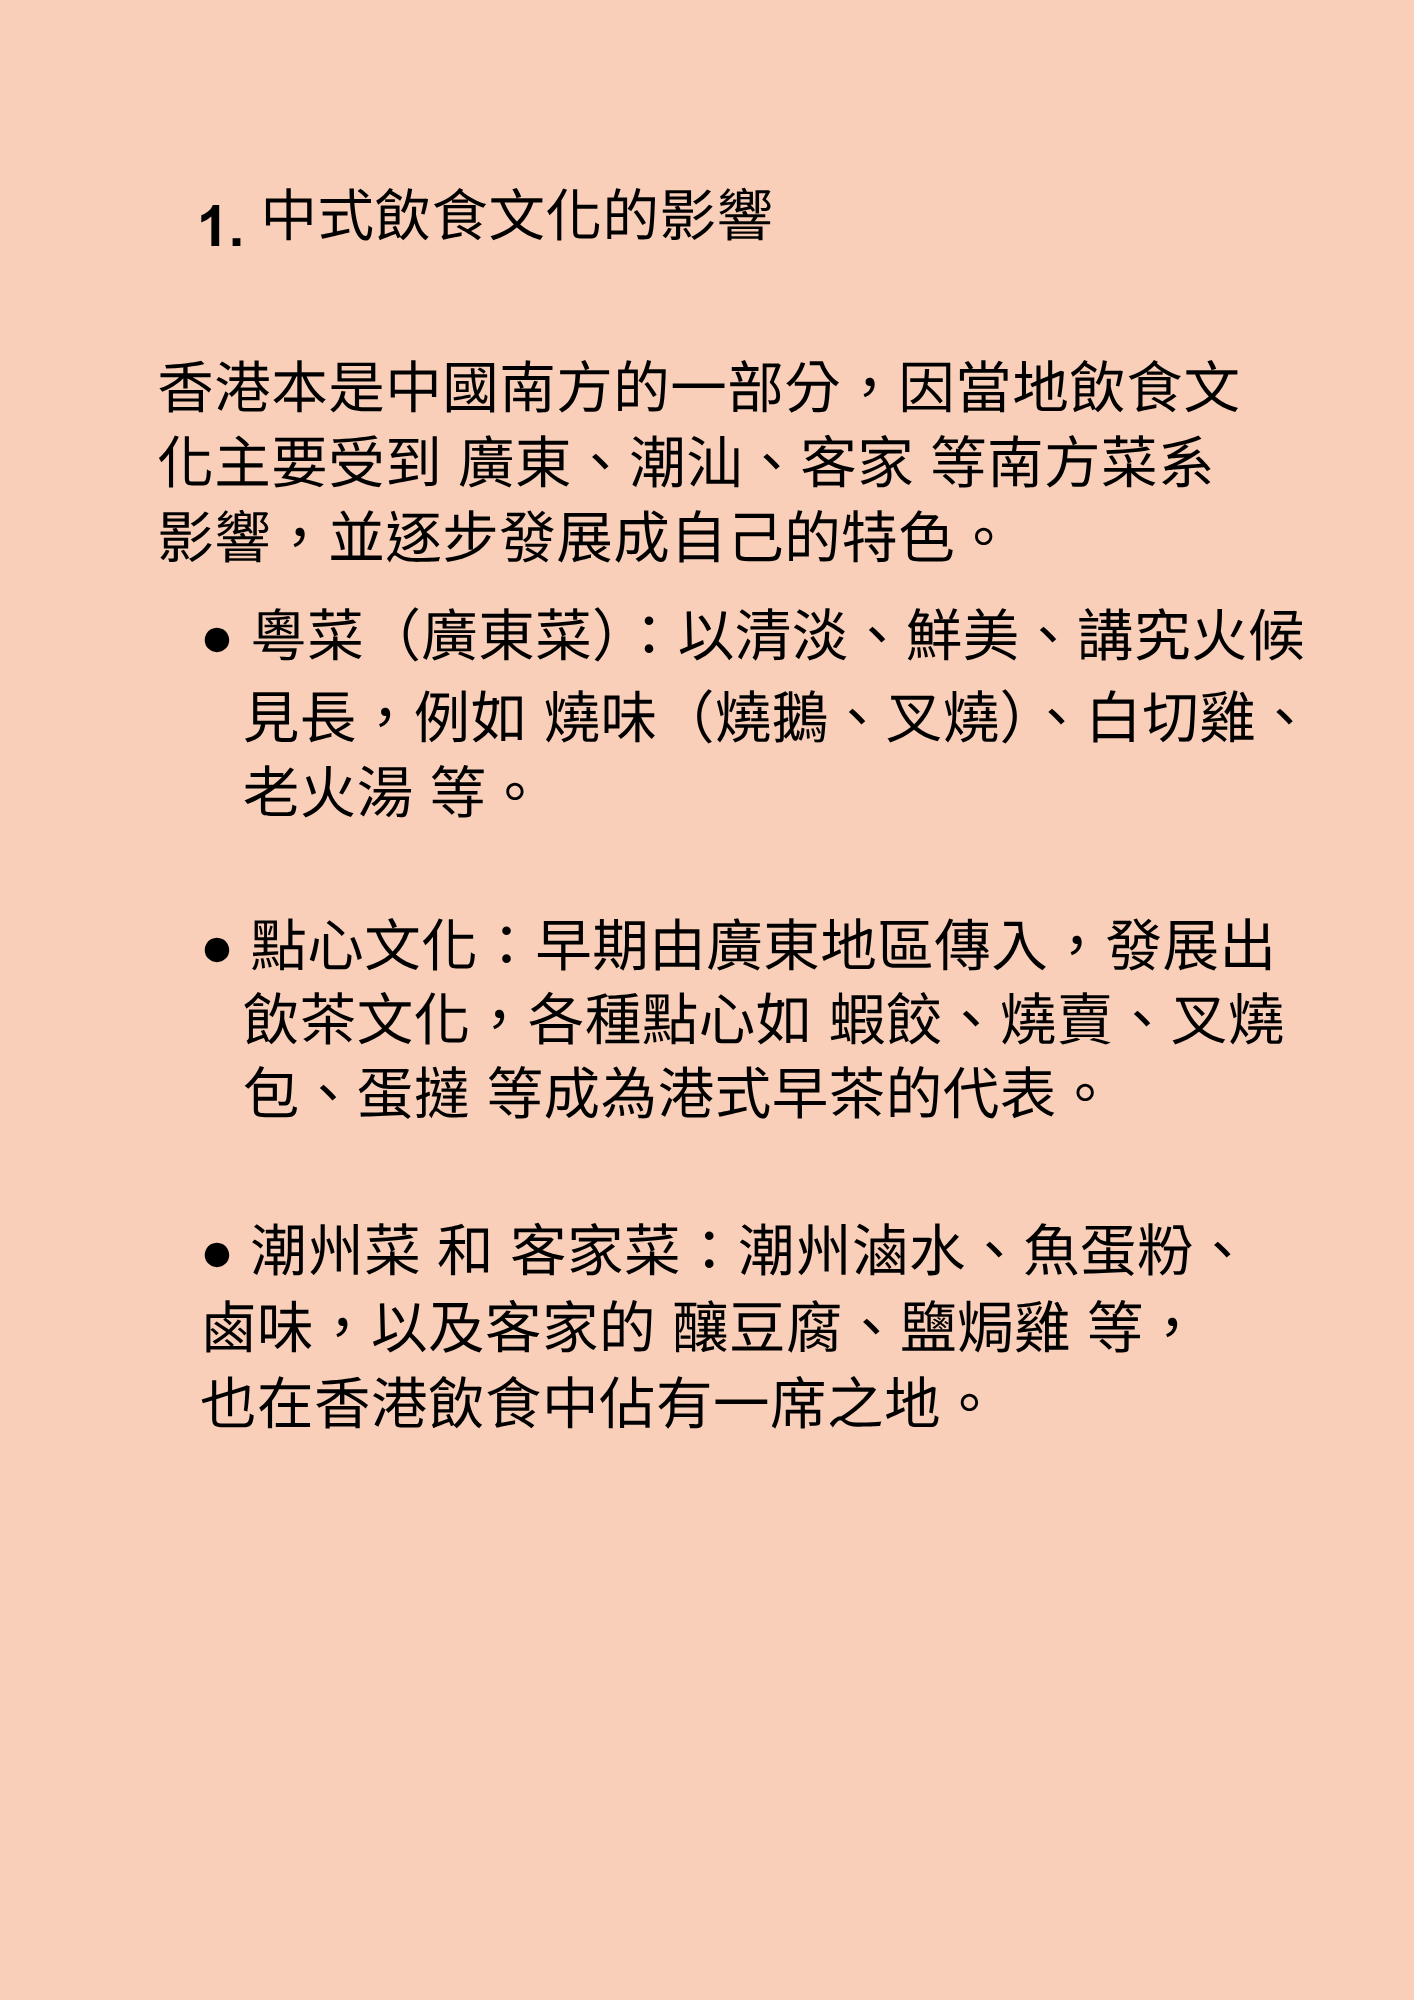 1. 中式飲食文化的影響
香港本是中國南方的一部分，因當地飲食文
化主要受到 廣東、潮汕、客家 等南方菜系
影響，並逐步發展成自己的特色。
● 粵菜（廣東菜）：以清淡、鮮美、講究火候
見長，例如 燒味（燒鵝、叉燒）、白切雞、
老火湯 等。
● 點心文化：早期由廣東地區傳入，發展出
飲茶文化，各種點心如 蝦餃、燒賣、叉燒
包、蛋撻 等成為港式早茶的代表。
● 潮州菜 和 客家菜：潮州滷水、魚蛋粉、
鹵味，以及客家的 釀豆腐、鹽焗雞 等，
也在香港飲食中佔有一席之地。